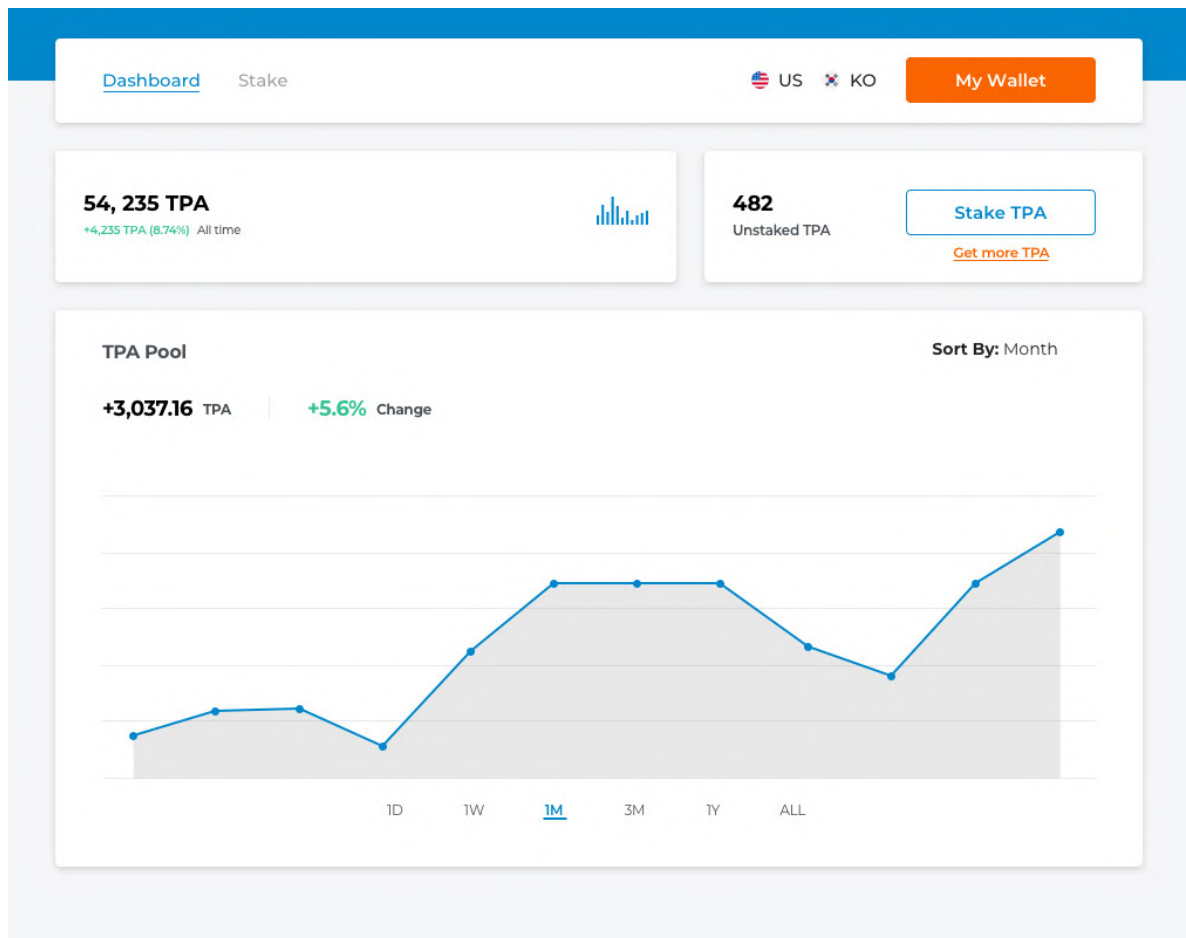 Dashboard Stake US KO My Wallet
54, 235 TPA
+4,235 TPA (8.74%) All time
482
Unstaked TPA
Stake TPA
Get more TPA
TPA Pool
Sort By: Month
+3,037.16 TPA +5.6% Change
1D 1W 1M 3M 1Y ALL